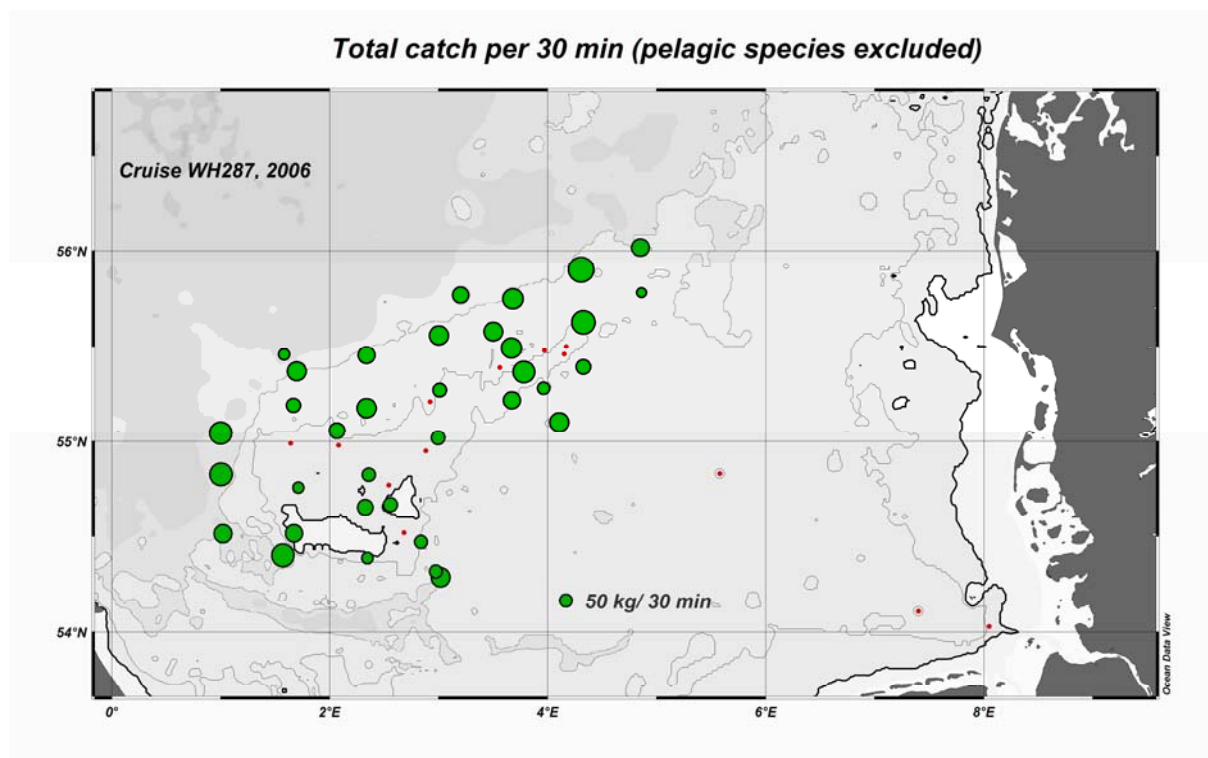 Total catch per 30 min (pelagic species excluded)
Cruise WH287, 2006
56°N
55°N
54°N
50 kg/ 30 min
Ocean Data View
0°
2°E
4°E
6°E
8°E